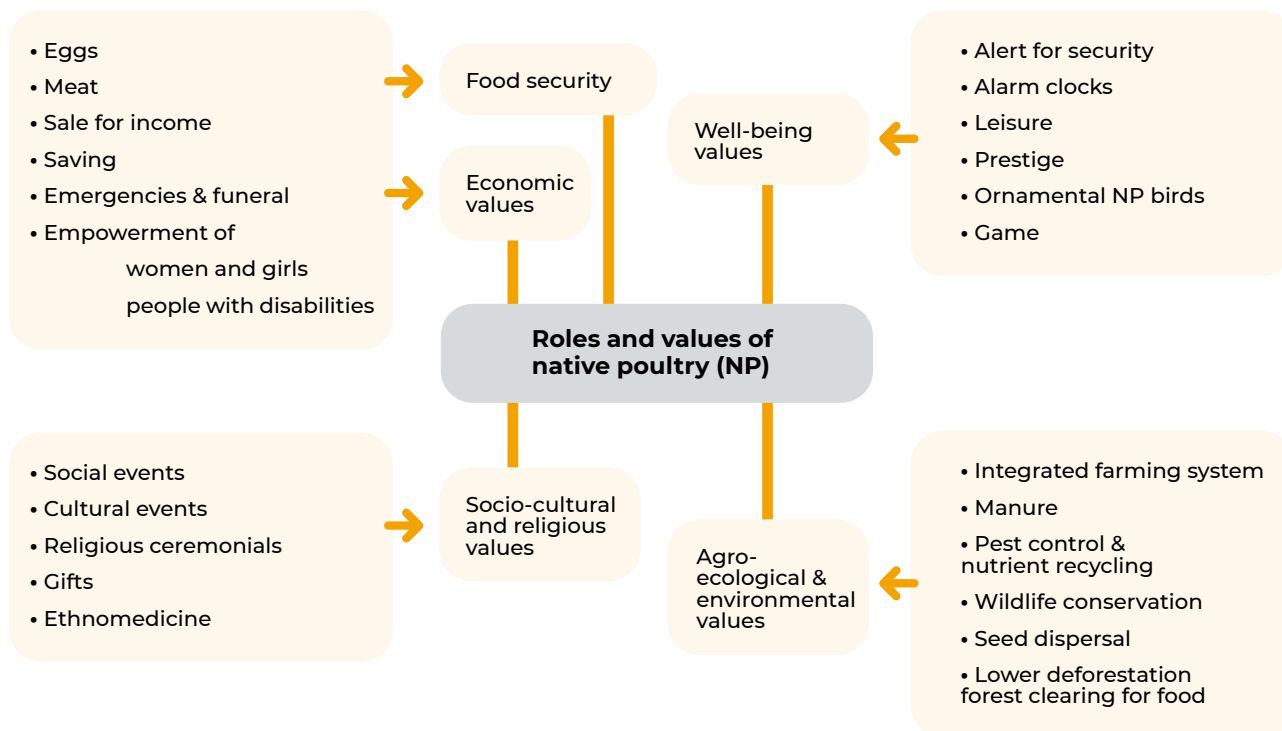 • Eggs
• Meat
• Sale for income
• Saving
• Emergencies & funeral
• Empowerment of
women and girls
people with disabilities
Food security
Economic
values
Well-being
values
• Alert for security
• Alarm clocks
• Leisure
• Prestige
• Ornamental NP birds
• Game
Roles and values of
native poultry (NP)
• Social events
• Cultural events
• Religious ceremonials
• Gifts
• Ethnomedicine
Socio-cultural
and religious
values
Agro-
ecological &
environmental
values
• Integrated farming system
• Manure
• Pest control &
nutrient recycling
• Wildlife conservation
• Seed dispersal
• Lower deforestation
forest clearing for food